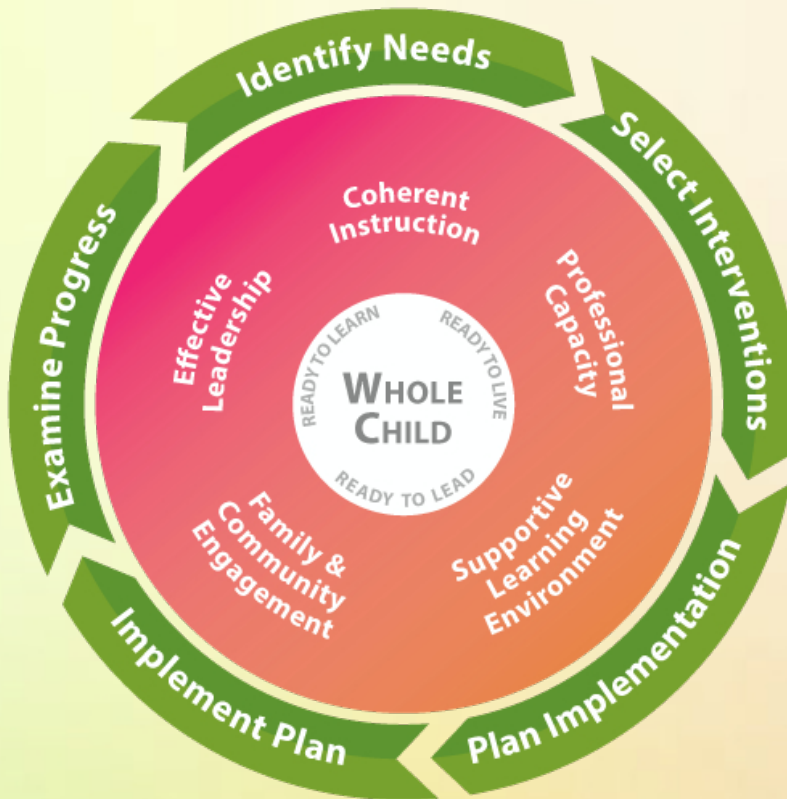 Identify Needs
Select Interventions
Plan Implementation
Implement Plan
Examine Progress
Coherent
Instruction
Professional
Capacity
Supportive
Learning
Environment
Family &
Community
Engagement
Effective
Leadership
READY TO LEARN
READY TO LIVE
READY TO LEAD
WHOLE
CHILD